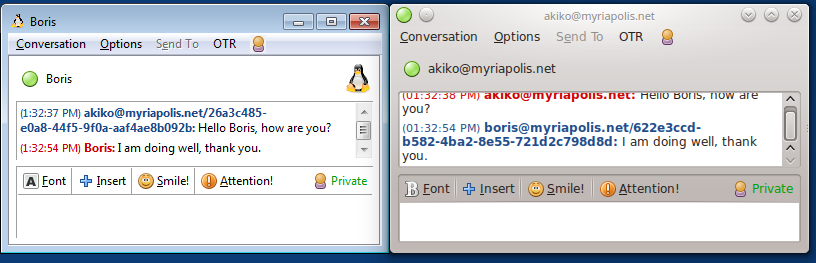 Boris
Conversation Options Send To OTR
Boris
(1:32:37 PM) akiko@myriapolis.net/26a3c485-
e0a8-44f5-9f0a-aaf4ae8b092b: Hello Boris, how are you?
(1:32:54 PM) Boris: I am doing well, thank you.
A Font Insert Smile! Attention! Private
akiko@myriapolis.net
Conversation Options Send To OTR
akiko@myriapolis.net
(01:32:38 PM) akiko@myriapolis.net: Hello Boris, how are
you?
(01:32:54 PM) boris@myriapolis.net/622e3ccd-
b582-4ba2-8e55-721d2c798d8d: I am doing well, thank
you.
B Font Insert Smile! Attention! Private